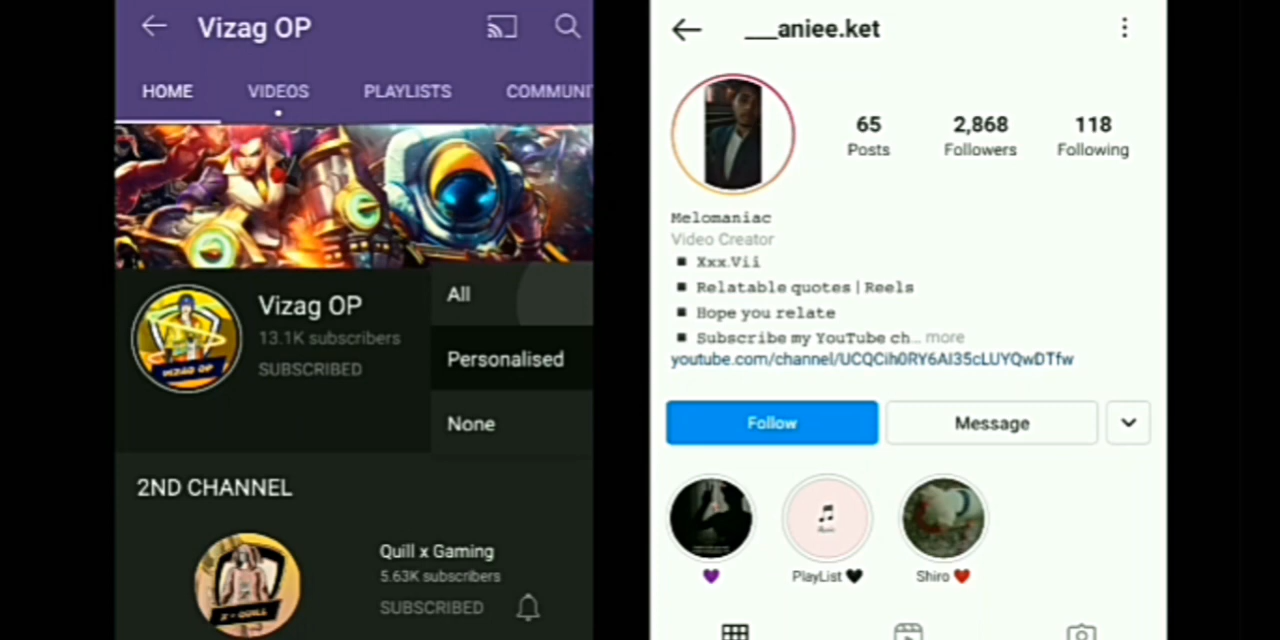 Vizag OP
HOME VIDEOS PLAYLISTS COMMUNI
VIZAG OP
Vizag OP
13.1K subscribers
SUBSCRIBED
All
Personalised
None
2ND CHANNEL
Quill x Gaming
5.63K subscribers
SUBSCRIBED
___aniee.ket
65 2,868 118
Posts Followers Following
Melomaniac
Video Creator
Xxx.Vii
Relatable quotes | Reels
Hope you relate
Subscribe my YouTube ch... more
youtube.com/channel/UCQCih0RY6AI35cLUYQwDTfw
Follow Message
PlayList Shiro